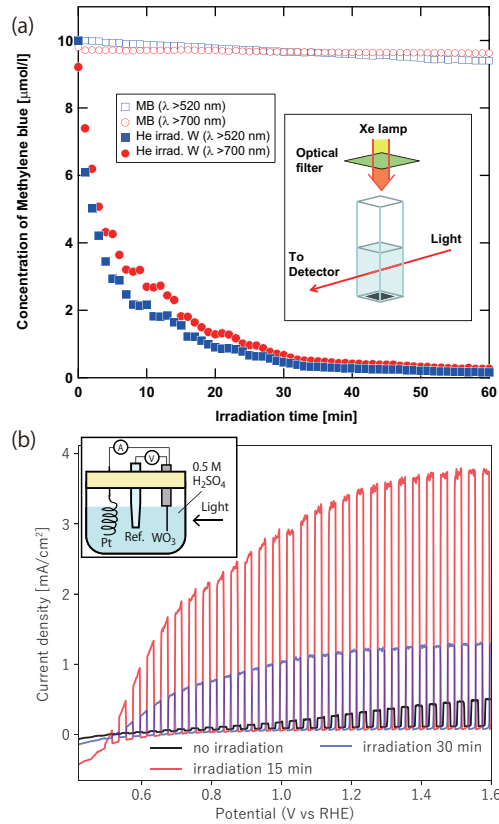 (a)
10
8
6
4
2
0
Concentration of Methylene blue [μmol/l]
MB (λ >520 nm)
MB (λ >700 nm)
He irrad. W (λ >520 nm)
He irrad. W (λ >700 nm)
Xe lamp
Optical
filter
To
Detector
Light
0 10 20 30 40 50 60
Irradiation time [min]
(b)
4
3
2
1
0
Current density [mA/cm²]
A
V
0.5 M
H₂SO₄
Light
Pt
Ref.
WO₃
no irradiation
irradiation 30 min
irradiation 15 min
0.6 0.8 1.0 1.2 1.4 1.6
Potential (V vs RHE)